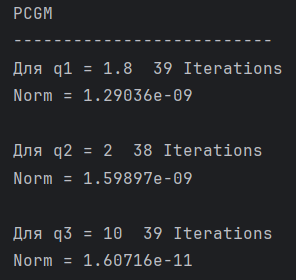 PCGM
--------------------------
Для q1 = 1.8  39 Iterations
Norm = 1.29036e-09
Для q2 = 2  38 Iterations
Norm = 1.59897e-09
Для q3 = 10  39 Iterations
Norm = 1.60716e-11